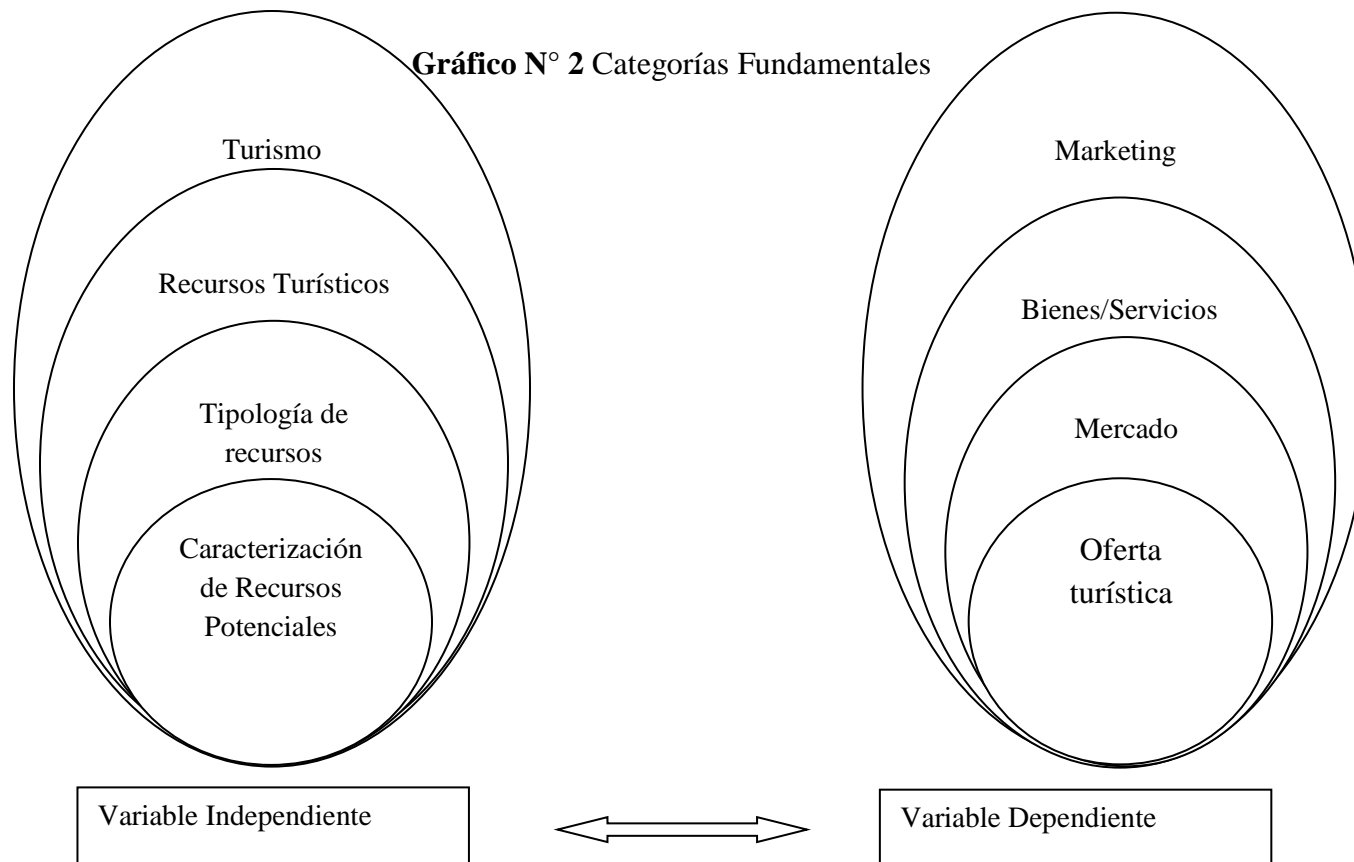 Gráfico N° 2 Categorías Fundamentales
Turismo
Recursos Turísticos
Tipología de
recursos
Caracterización
de Recursos
Potenciales
Variable Independiente
Marketing
Bienes/Servicios
Mercado
Oferta
turística
Variable Dependiente